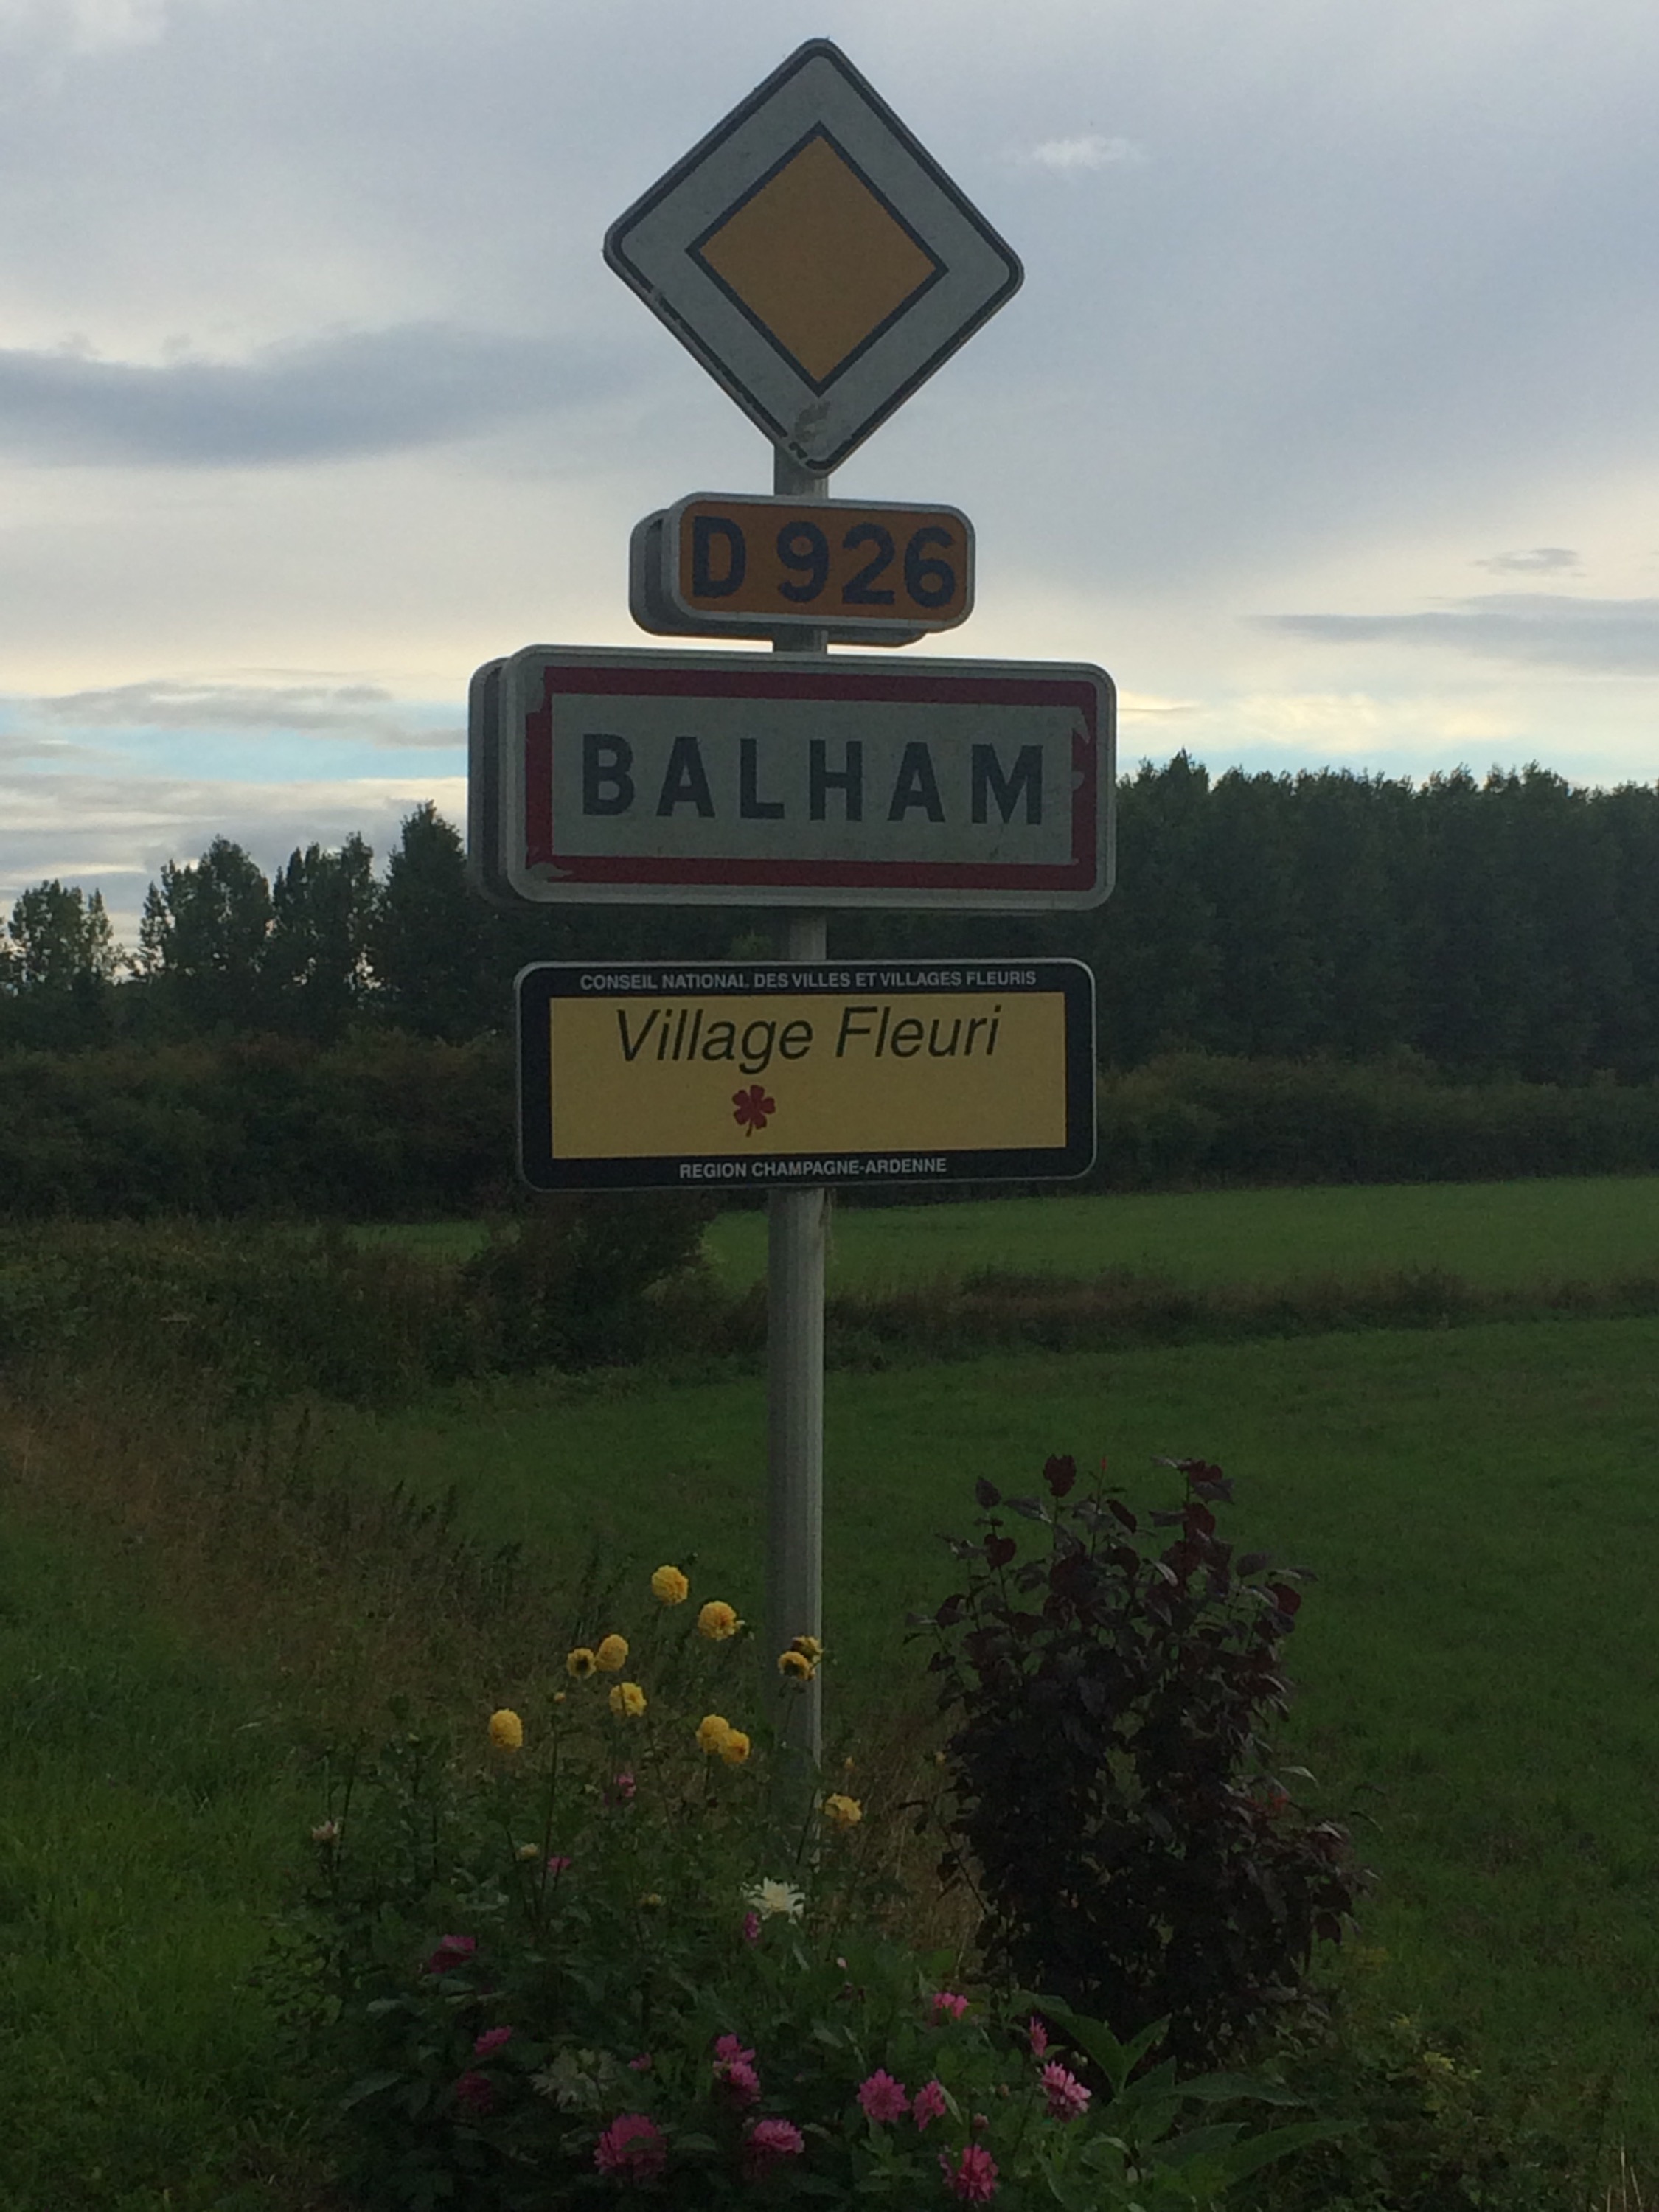 D 926
BALHAM
CONSEIL NATIONAL DES VILLES ET VILLAGES FLEURIS
Village Fleuri
REGION CHAMPAGNE-ARDENNE